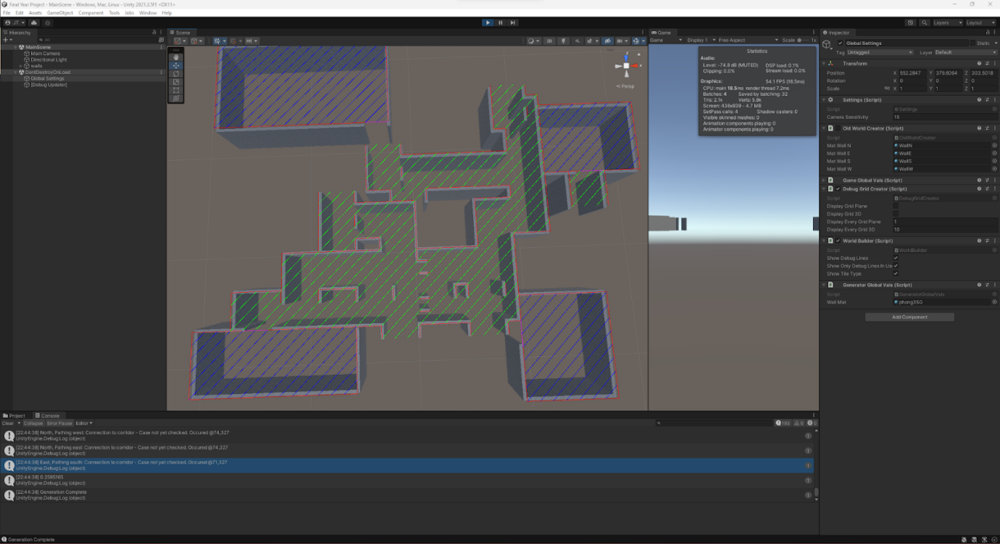 Final Year Project - MainScene - Windows, Mac, Linux - Unity 2021.3.5f1 <DX11>
File Edit Assets GameObject Component Tools Jobs Window Help
JT
Layers Layout
Hierarchy
All
MainScene
Main Camera
Directional Light
walls
DontDestroyOnLoad
Global Settings
[Debug Updater]
Scene
2D
z
x
< Persp
Game
Game Display 1 Free Aspect Scale 1x
Statistics
Audio:
Level: -74.8 dB (MUTED) DSP load: 0.1%
Clipping: 0.0% Stream load: 0.0%
Graphics: 54.1 FPS (18.5ms)
CPU: main 18.5ms render thread 7.2ms
Batches: 4 Saved by batching: 32
Tris: 2.1k Verts: 5.9k
Screen: 436x939 - 4.7 MB
SetPass calls: 4 Shadow casters: 0
Visible skinned meshes: 0
Animation components playing: 0
Animator components playing: 0
Inspector
Global Settings Static
Tag Untagged Layer Default
Transform
Position X 552.2847 Y 379.6064 Z 303.5018
Rotation X 0 Y 0 Z 0
Scale X 1 Y 1 Z 1
Settings (Script)
Script Settings
Camera Sensitivity 15
Old World Creator (Script)
Script OldWorldCreator
Mat Wall N WallN
Mat Wall E WallE
Mat Wall S WallS
Mat Wall W WallW
Game Global Vals (Script)
Debug Grid Creator (Script)
Script DebugGridCreator
Display Grid Plane
Display Grid 3D
Display Every Grid Plane 1
Display Every Grid 3D 10
World Builder (Script)
Script WorldBuilder
Show Debug Lines
Show Only Debug Lines In Us
Show Tile Type
Generator Global Vals (Script)
Script GeneratorGlobalVals
Wall Mat phong3SG
Add Component
Project Console
Clear Collapse Error Pause Editor
193 0 0
[22:44:38] North, Pathing west: Connection to corridor - Case not yet checked. Occured @74,327
UnityEngine.Debug:Log (object)
1
[22:44:38] North, Pathing east: Connection to corridor - Case not yet checked. Occured @74,327
UnityEngine.Debug:Log (object)
1
[22:44:38] East, Pathing south: Connection to corridor - Case not yet checked. Occured @71,327
UnityEngine.Debug:Log (object)
1
[22:44:38] 0.2595165
UnityEngine.Debug:Log (object)
1
[22:44:38] Generation Complete
UnityEngine.Debug:Log (object)
1
Generation Complete